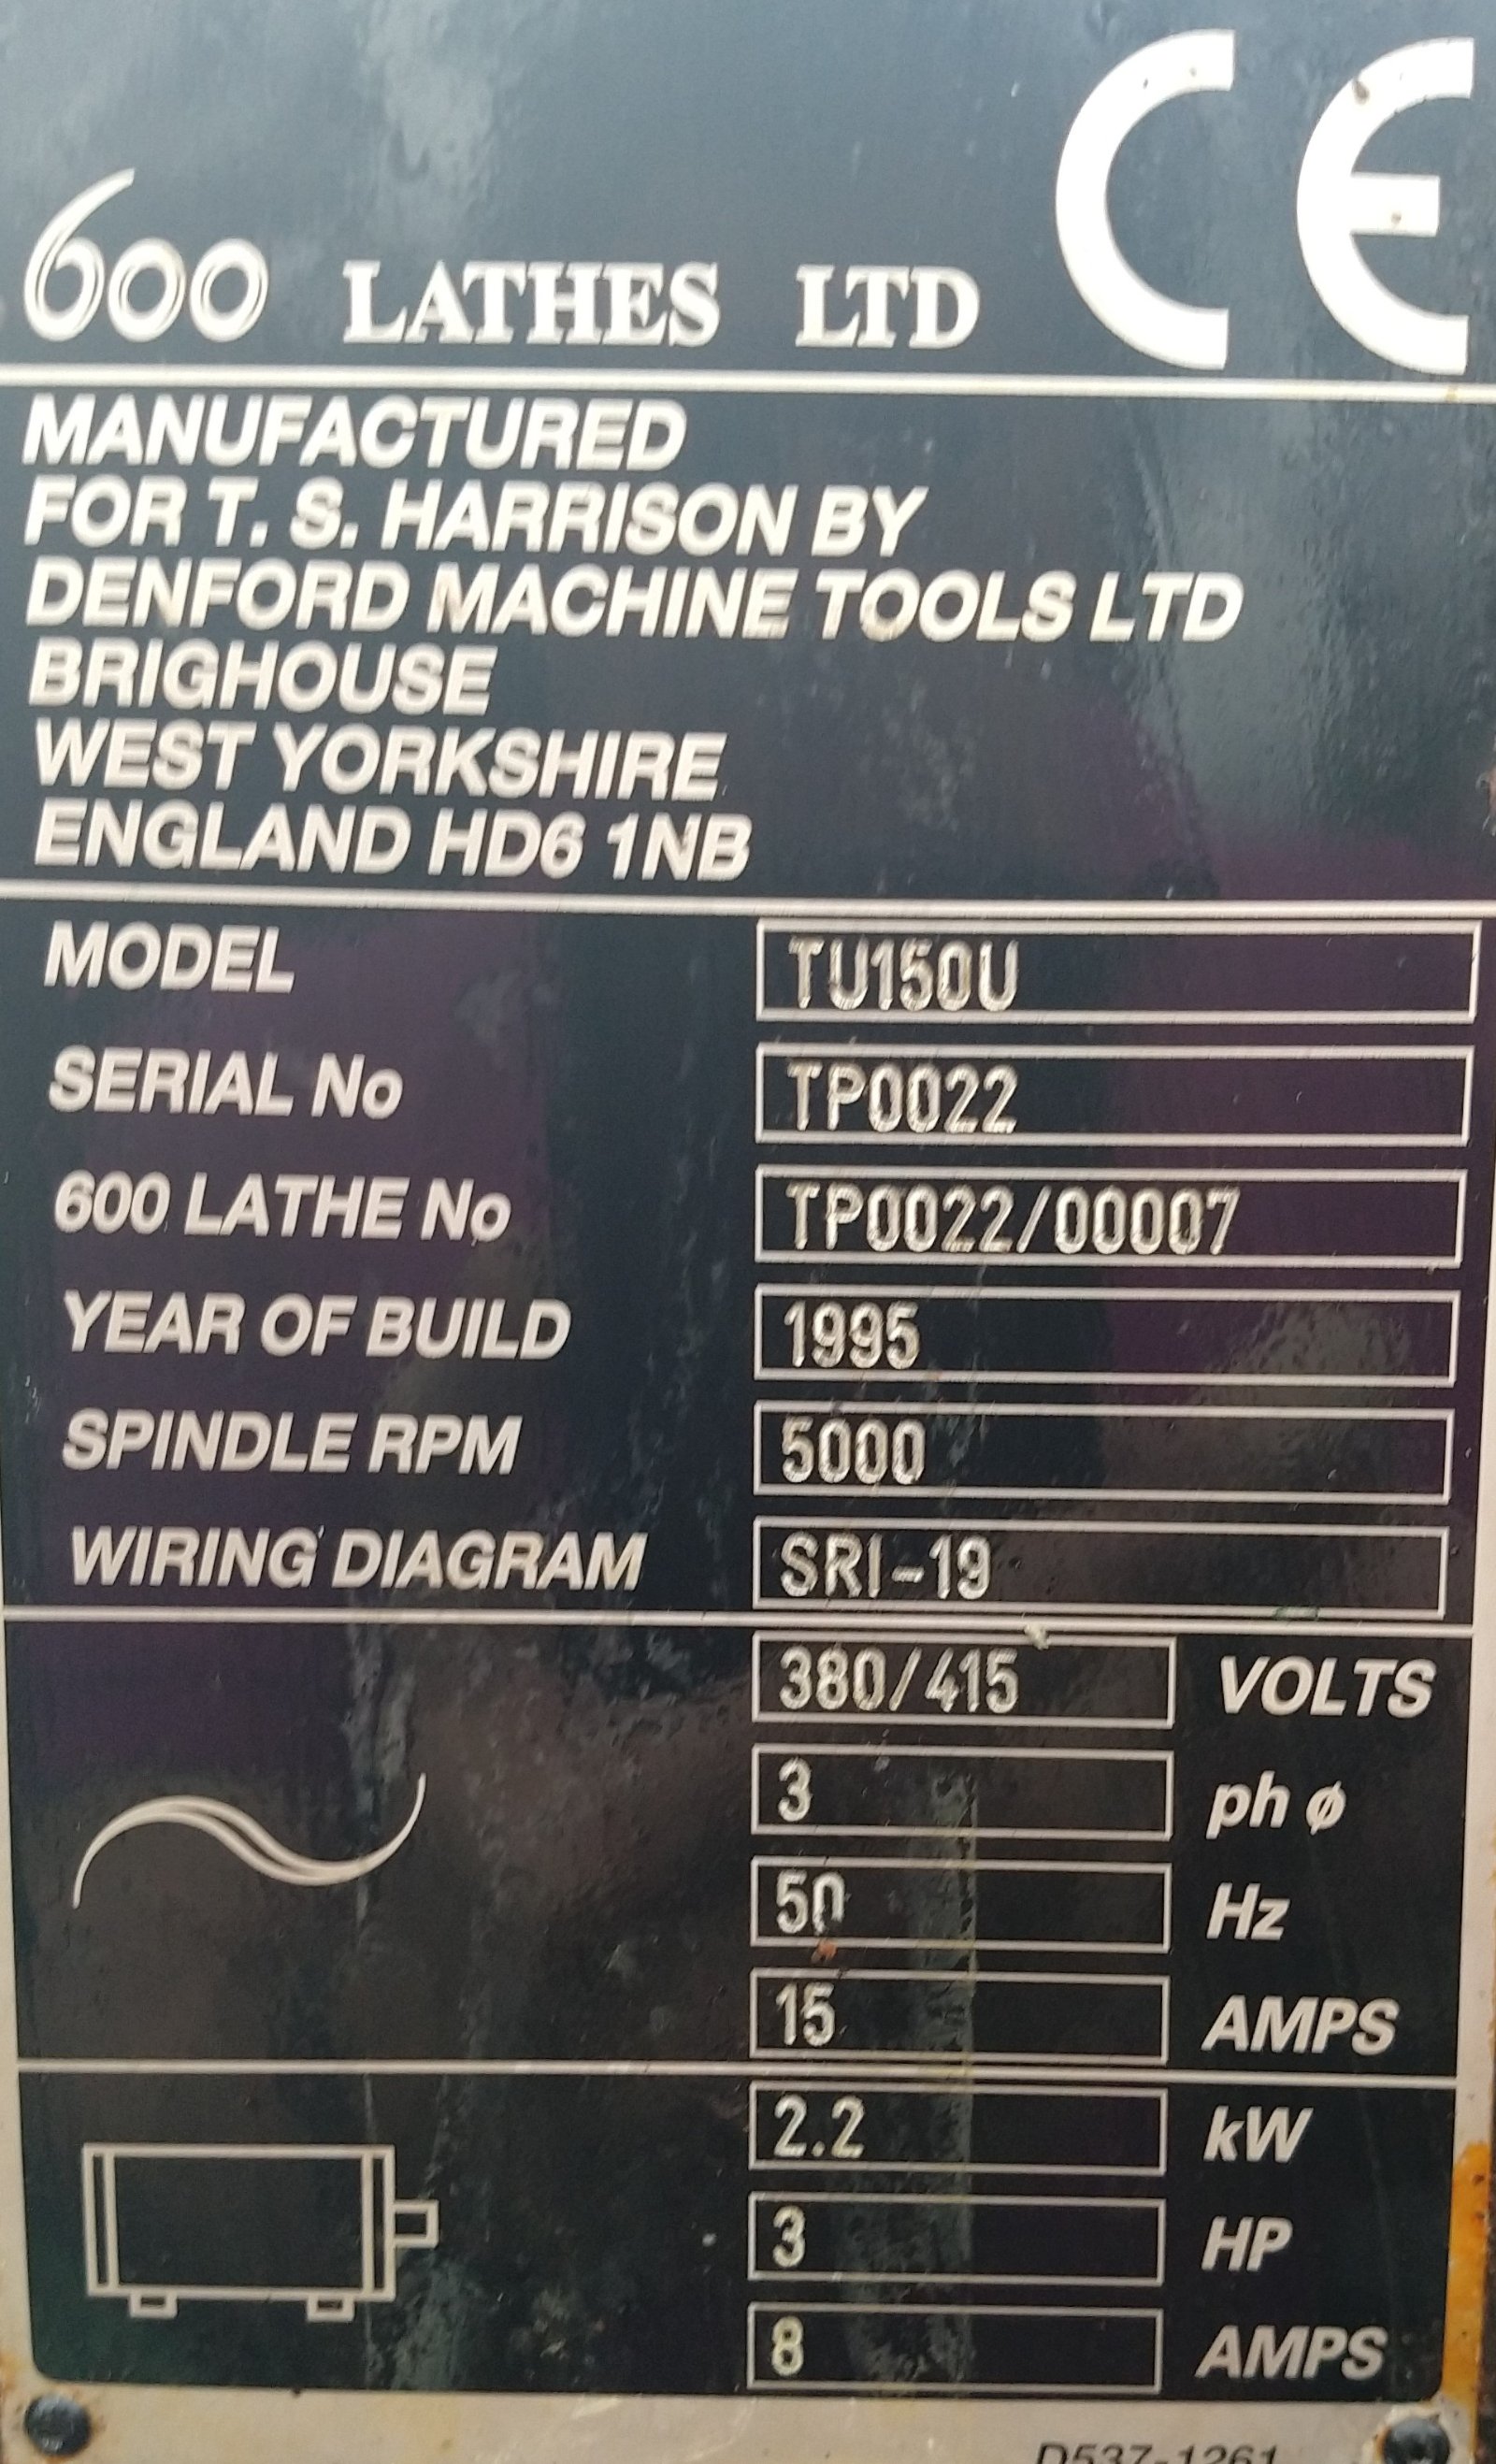 600 LATHES LTD CE
MANUFACTURED
FOR T. S. HARRISON BY
DENFORD MACHINE TOOLS LTD
BRIGHOUSE
WEST YORKSHIRE
ENGLAND HD6 1NB
MODEL TU150U
SERIAL No TP0022
600 LATHE No TP0022/00007
YEAR OF BUILD 1995
SPINDLE RPM 5000
WIRING DIAGRAM SRI-19
380/415 VOLTS
3 ph ø
50 Hz
15 AMPS
2.2 kW
3 HP
8 AMPS
D537-1261